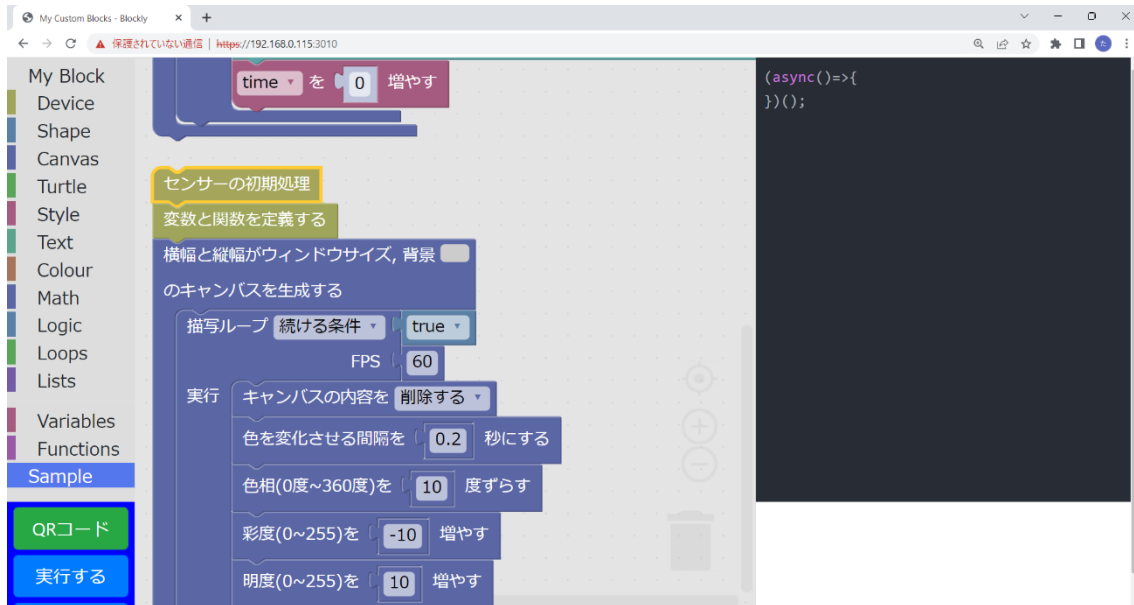 My Custom Blocks - Blockly
保護されていない通信 | https://192.168.0.115:3010
た
My Block
Device
Shape
Canvas
Turtle
Style
Text
Colour
Math
Logic
Loops
Lists
Variables
Functions
Sample
QRコード
実行する
time を 0 増やす
センサーの初期処理
変数と関数を定義する
横幅と縦幅がウィンドウサイズ, 背景
のキャンバスを生成する
描写ループ 続ける条件 true
FPS 60
実行 キャンバスの内容を 削除する
色を変化させる間隔を 0.2 秒にする
色相(0度~360度)を 10 度ずらす
彩度(0~255)を -10 増やす
明度(0~255)を 10 増やす
(async()=>{
})();